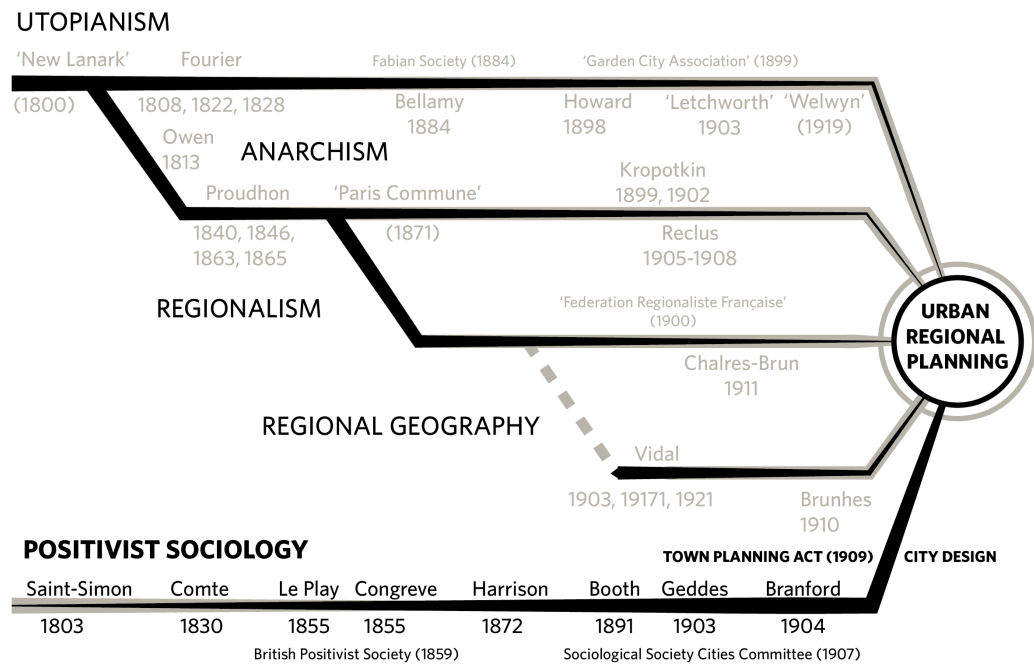 UTOPIANISM
‘New Lanark’ Fourier Fabian Society (1884) ‘Garden City Association’ (1899)
(1800) 1808, 1822, 1828 Bellamy Howard ‘Letchworth’ ‘Welwyn’
1884 1898 1903 (1919)
Owen
1813
ANARCHISM
Kropotkin
1899, 1902
Proudhon ‘Paris Commune’
1840, 1846, (1871) Reclus
1863, 1865 1905-1908
REGIONALISM
‘Federation Regionaliste Française’
(1900)
URBAN
REGIONAL
PLANNING
Chalres-Brun
1911
REGIONAL GEOGRAPHY
Vidal
1903, 19171, 1921 Brunhes
1910
POSITIVIST SOCIOLOGY
TOWN PLANNING ACT (1909) CITY DESIGN
Saint-Simon Comte Le Play Congreve Harrison Booth Geddes Branford
1803 1830 1855 1855 1872 1891 1903 1904
British Positivist Society (1859) Sociological Society Cities Committee (1907)